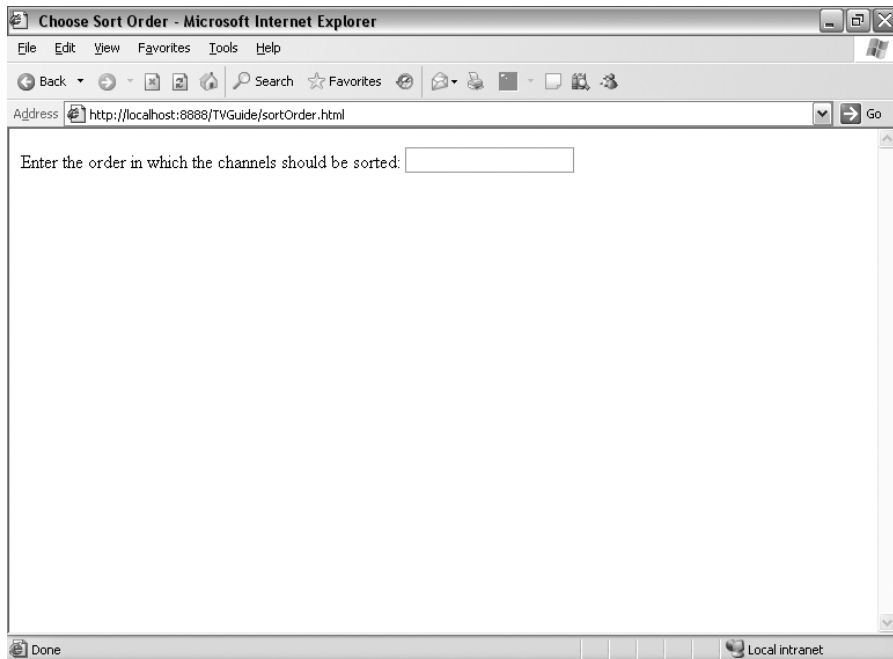 Choose Sort Order - Microsoft Internet Explorer
File Edit View Favorites Tools Help
Back Search Favorites
Address http://localhost:8888/TVGuide/sortOrder.html Go
Enter the order in which the channels should be sorted:
Done Local intranet